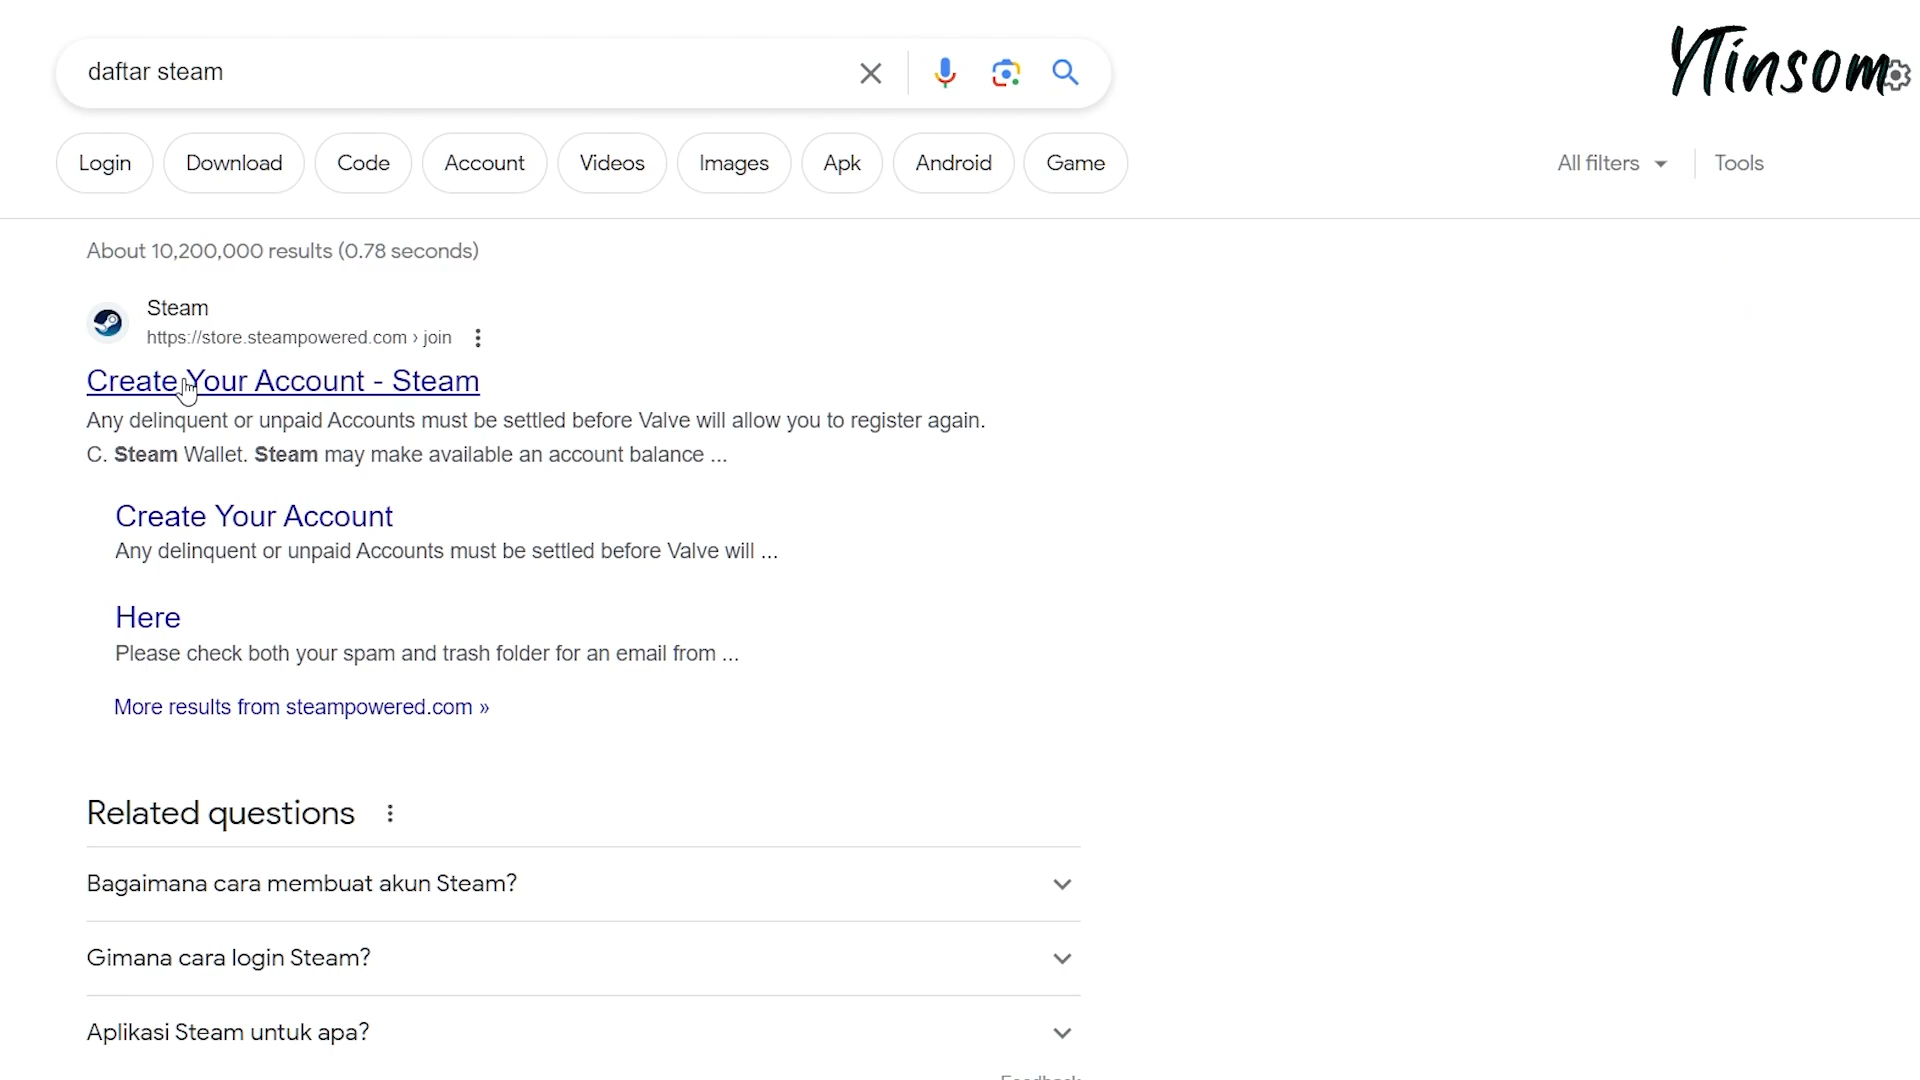 daftar steam
YTinsom
Login Download Code Account Videos Images Apk Android Game All filters Tools
About 10,200,000 results (0.78 seconds)
Steam
https://store.steampowered.com › join
Create Your Account - Steam
Any delinquent or unpaid Accounts must be settled before Valve will allow you to register again.
C. Steam Wallet. Steam may make available an account balance ...
Create Your Account
Any delinquent or unpaid Accounts must be settled before Valve will ...
Here
Please check both your spam and trash folder for an email from ...
More results from steampowered.com »
Related questions
Bagaimana cara membuat akun Steam?
Gimana cara login Steam?
Aplikasi Steam untuk apa?